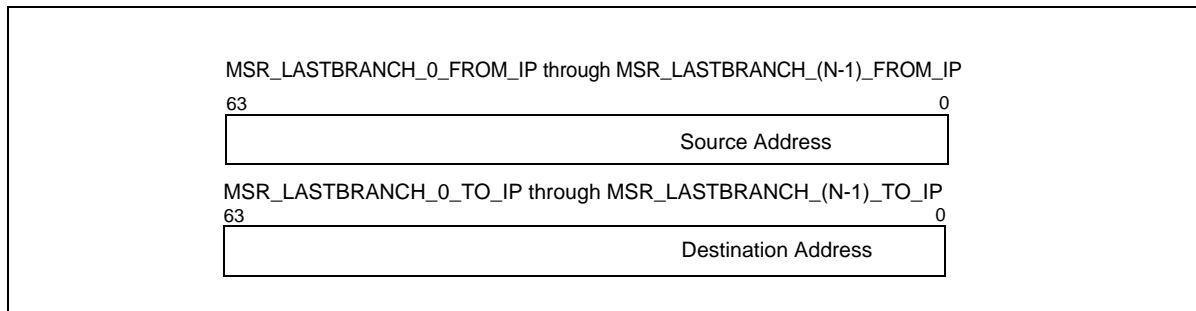 MSR_LASTBRANCH_0_FROM_IP through MSR_LASTBRANCH_(N-1)_FROM_IP
63 0
Source Address
MSR_LASTBRANCH_0_TO_IP through MSR_LASTBRANCH_(N-1)_TO_IP
63 0
Destination Address